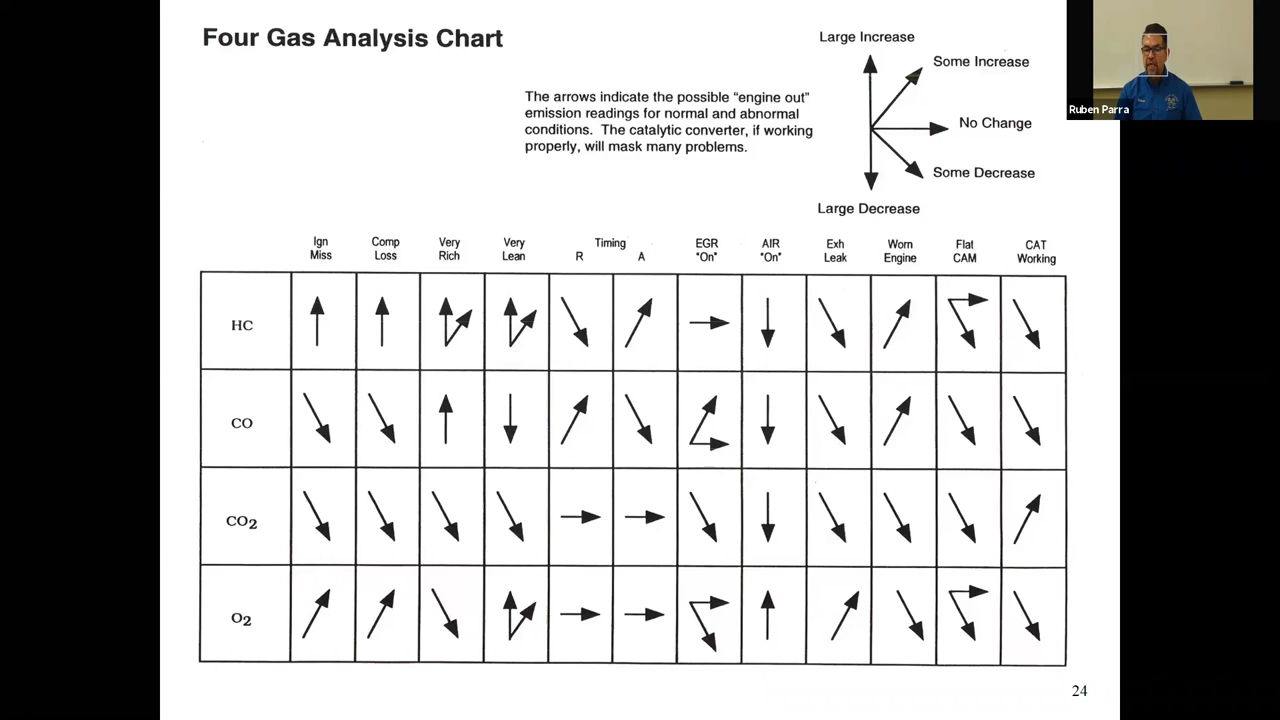 Four Gas Analysis Chart
Large Increase
Some Increase
No Change
Some Decrease
Large Decrease
The arrows indicate the possible “engine out”
emission readings for normal and abnormal
conditions. The catalytic converter, if working
properly, will mask many problems.
Ruben Parra
Ign Miss
Comp Loss
Very Rich
Very Lean
Timing
R A
EGR "On"
AIR "On"
Exh Leak
Worn Engine
Flat CAM
CAT Working
HC
CO
CO2
O2
24